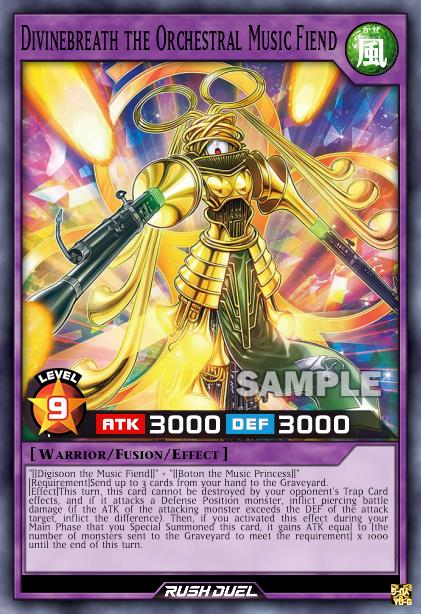 Divinebreath the Orchestral Music Fiend
かぜ
風
SAMPLE
LEVEL
9
ATK 3000 DEF 3000
[ Warrior/Fusion/Effect ]
"[[Digisoon the Music Fiend]]" + "[[Boton the Music Princess]]"
[Requirement]Send up to 3 cards from your hand to the Graveyard.
[Effect]This turn, this card cannot be destroyed by your opponent's Trap Card
effects, and if it attacks a Defense Position monster, inflict piercing battle
damage (if the ATK of the attacking monster exceeds the DEF of the attack
target, inflict the difference). Then, if you activated this effect during your
Main Phase that you Special Summoned this card, it gains ATK equal to [the
number of monsters sent to the Graveyard to meet the requirement] x 1000
until the end of this turn.
RUSH DUEL